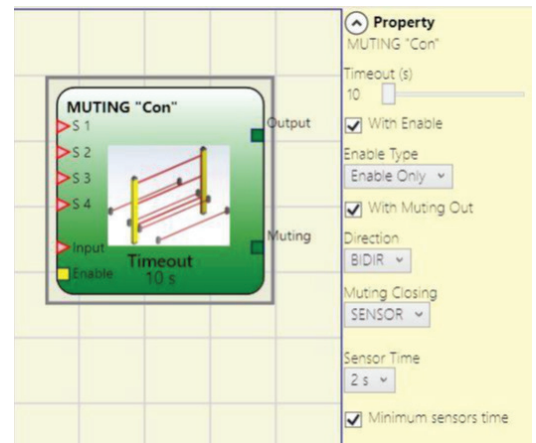 MUTING "Con"
S 1
S 2
S 3
S 4
Input
Enable
Timeout
10 s
Output
Muting
Property
MUTING "Con"
Timeout (s)
10
With Enable
Enable Type
Enable Only
With Muting Out
Direction
BIDIR
Muting Closing
SENSOR
Sensor Time
2 s
Minimum sensors time